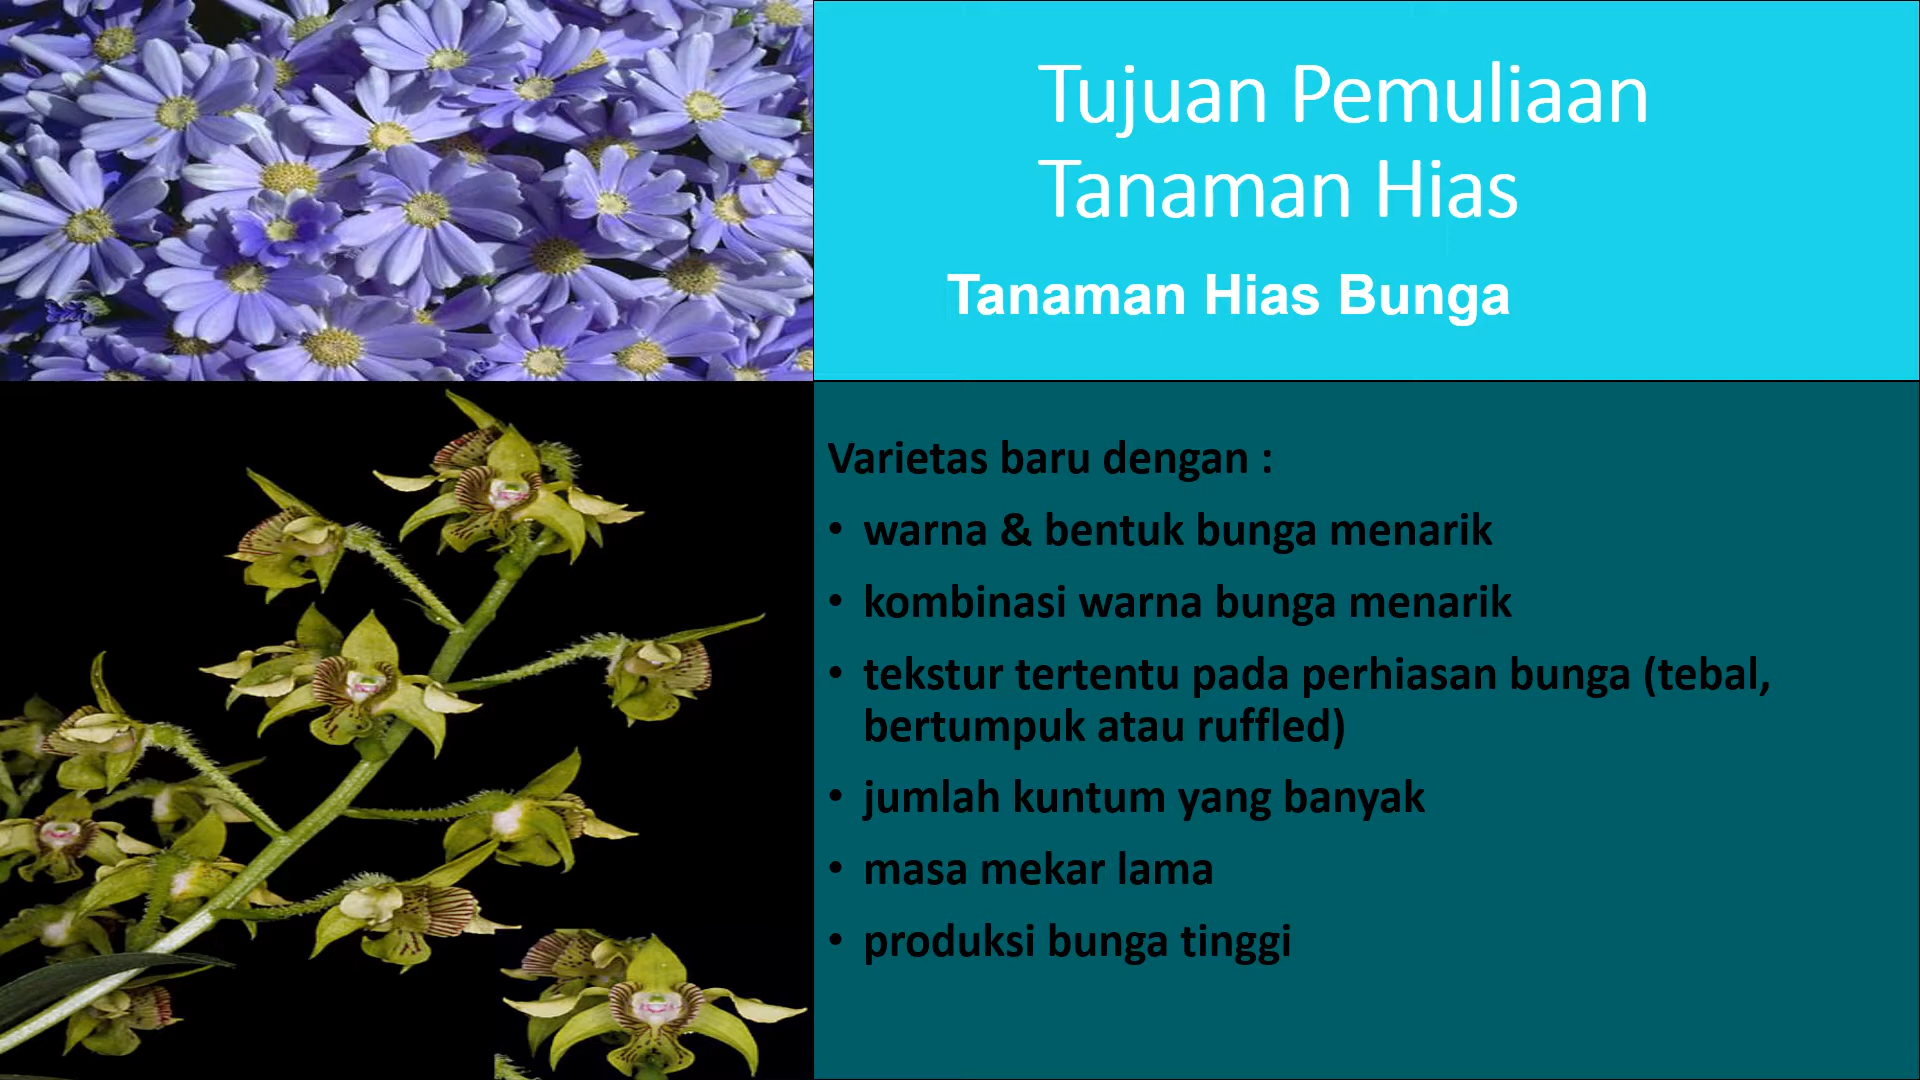 Tujuan Pemuliaan
Tanaman Hias
Tanaman Hias Bunga
Varietas baru dengan :
• warna & bentuk bunga menarik
• kombinasi warna bunga menarik
• tekstur tertentu pada perhiasan bunga (tebal,
bertumpuk atau ruffled)
• jumlah kuntum yang banyak
• masa mekar lama
• produksi bunga tinggi